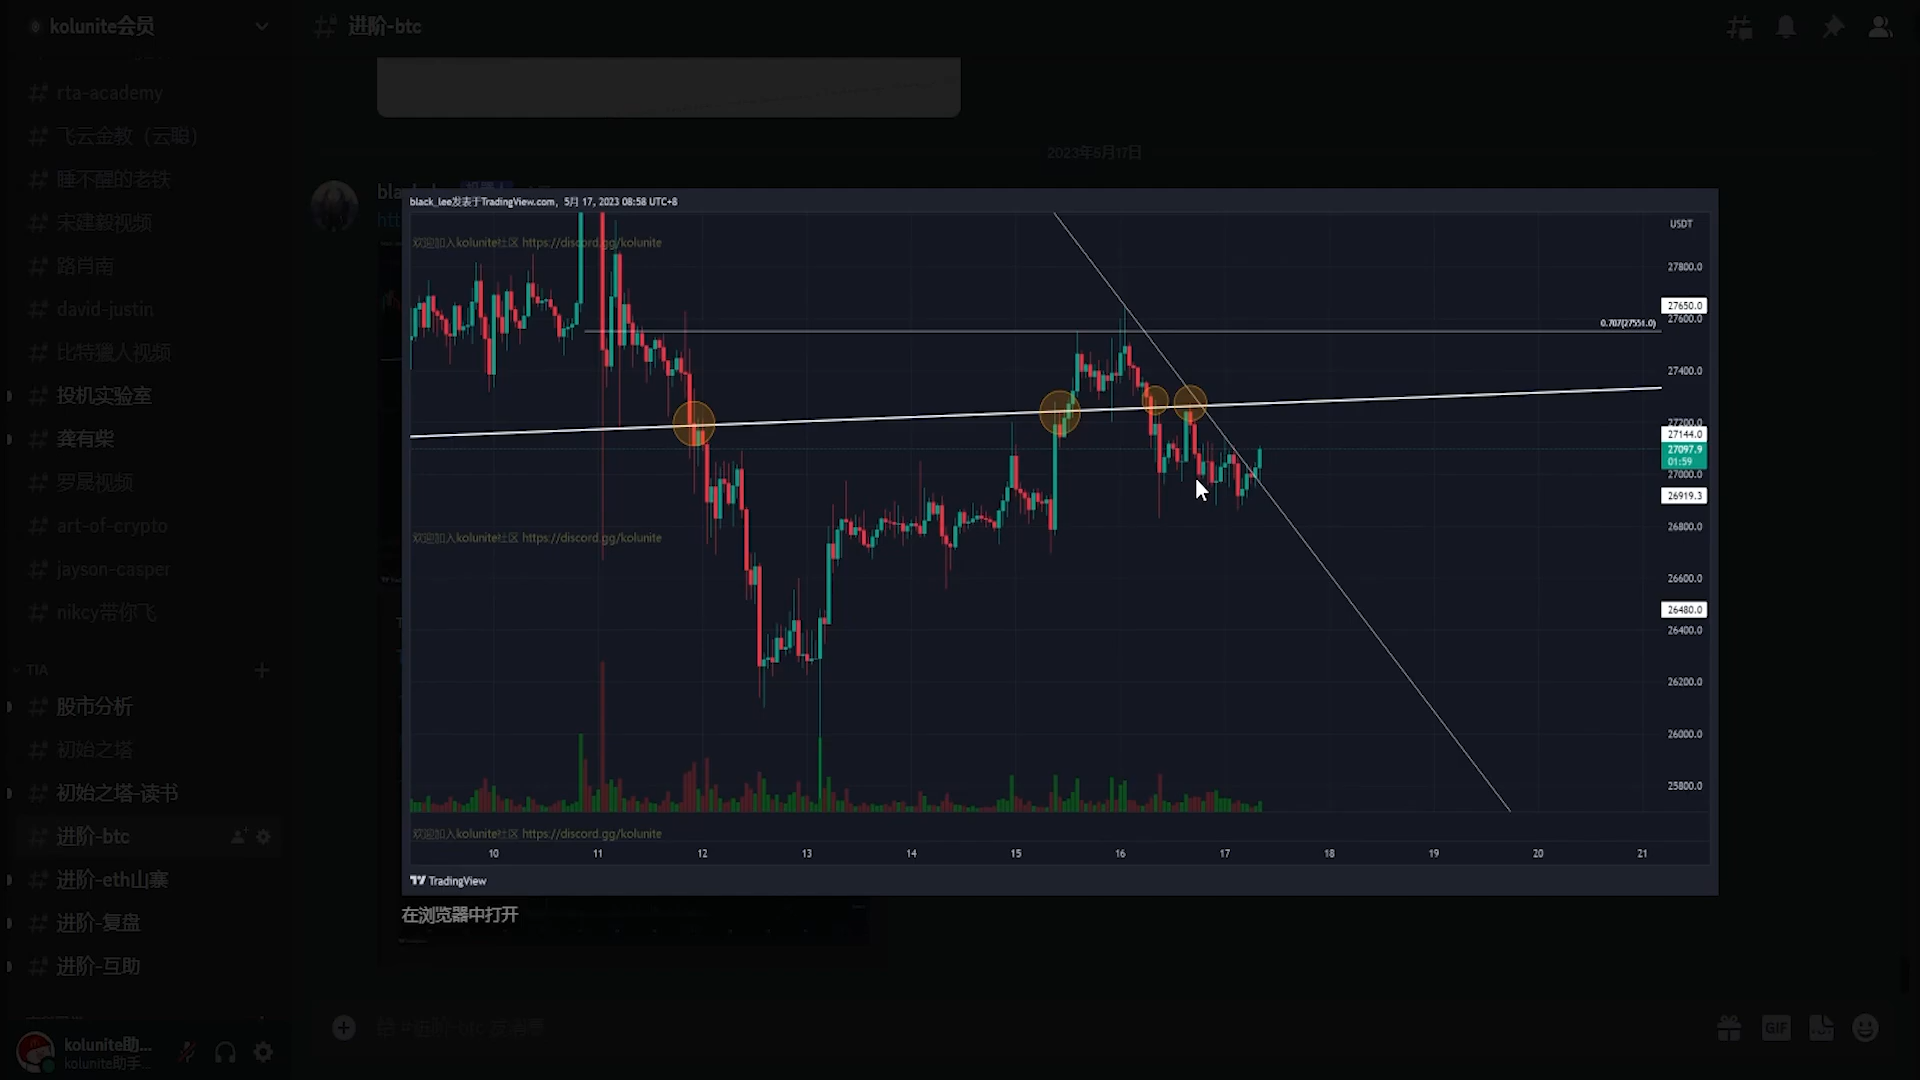 kolunite会员
进阶-btc
rta-academy
飞云金教（云聪）
睡不醒的老铁
宋建毅视频
路肖南
david-justin
比特獵人视频
投机实验室
龚有柴
罗晟视频
art-of-crypto
jayson-casper
nikcy带你飞
TIA
股市分析
初始之塔
初始之塔-读书
进阶-btc
进阶-eth山寨
进阶-复盘
进阶-互助
kolunite助...
kolunite助手...
2023年5月17日
black_lee发表于TradingView.com, 5月 17, 2023 08:58 UTC+8
欢迎加入kolunite社区 https://discord.gg/kolunite
USDT
27800.0
27650.0
27600.0
0.707(27551.0)
27400.0
27200.0
27144.0
27097.9
01:59
27000.0
26919.3
26800.0
欢迎加入kolunite社区 https://discord.gg/kolunite
26600.0
26480.0
26400.0
26200.0
26000.0
25800.0
欢迎加入kolunite社区 https://discord.gg/kolunite
10 11 12 13 14 15 16 17 18 19 20 21
TradingView
在浏览器中打开
GIF